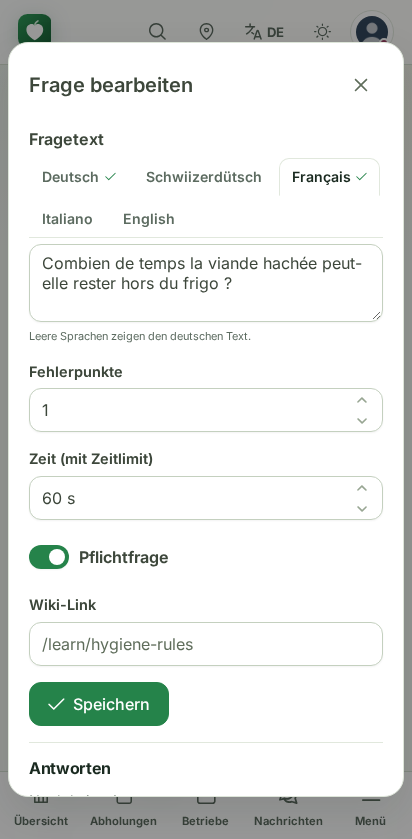 DE
Frage bearbeiten
Fragetext
Deutsch
Schwiizerdütsch
Français
Italiano
English
Combien de temps la viande hachée peut-
elle rester hors du frigo ?
Leere Sprachen zeigen den deutschen Text.
Fehlerpunkte
1
Zeit (mit Zeitlimit)
60 s
Pflichtfrage
Wiki-Link
/learn/hygiene-rules
Speichern
Antworten
Übersicht
Abholungen
Betriebe
Nachrichten
Menü